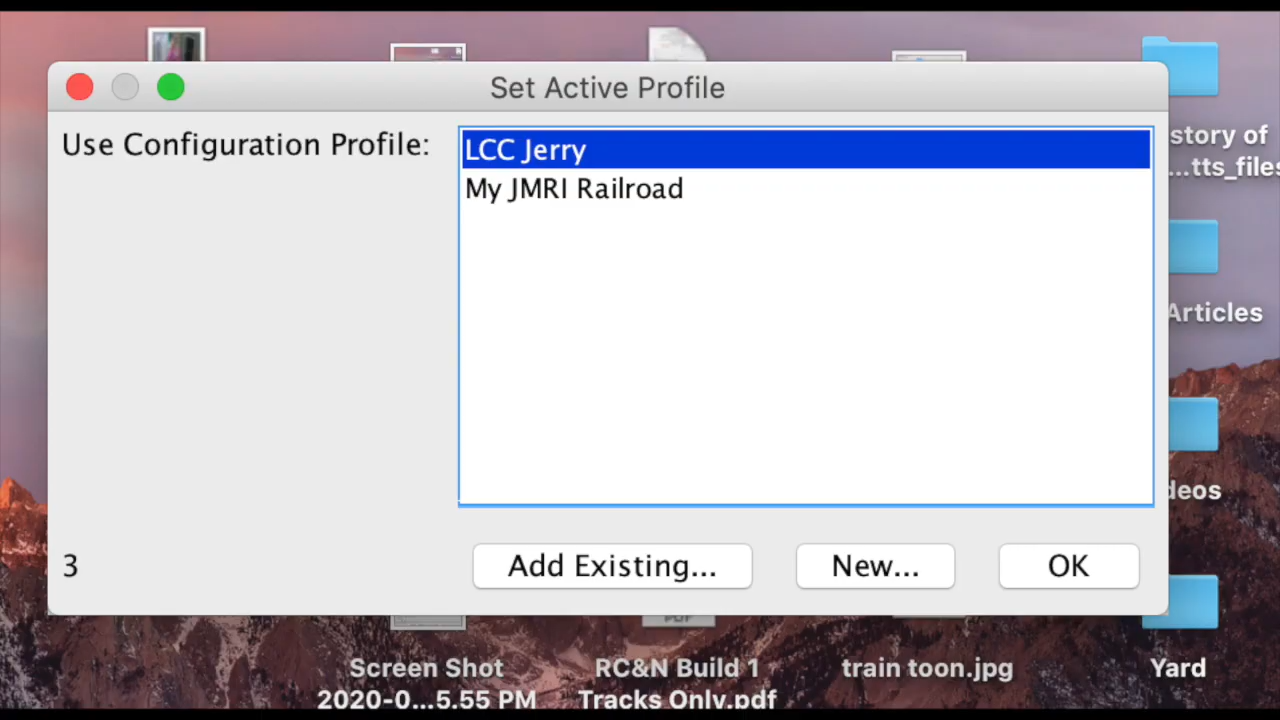 Set Active Profile
Use Configuration Profile:
LCC Jerry
My JMRI Railroad
3
Add Existing...
New...
OK
story of
...tts_files
Articles
deos
Screen Shot
2020-0...5.55 PM
RC&N Build 1
Tracks Only.pdf
train toon.jpg
Yard
PDF